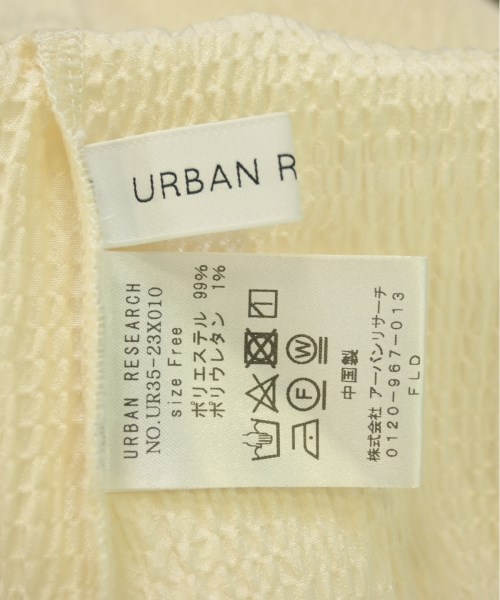 URBAN R
URBAN RESEARCH
NO.UR35-23X010
size Free
ポリエステル 99%
ポリウレタン 1%
W
F
中国製
株式会社 アーバンリサーチ
0120-967-013
FLD